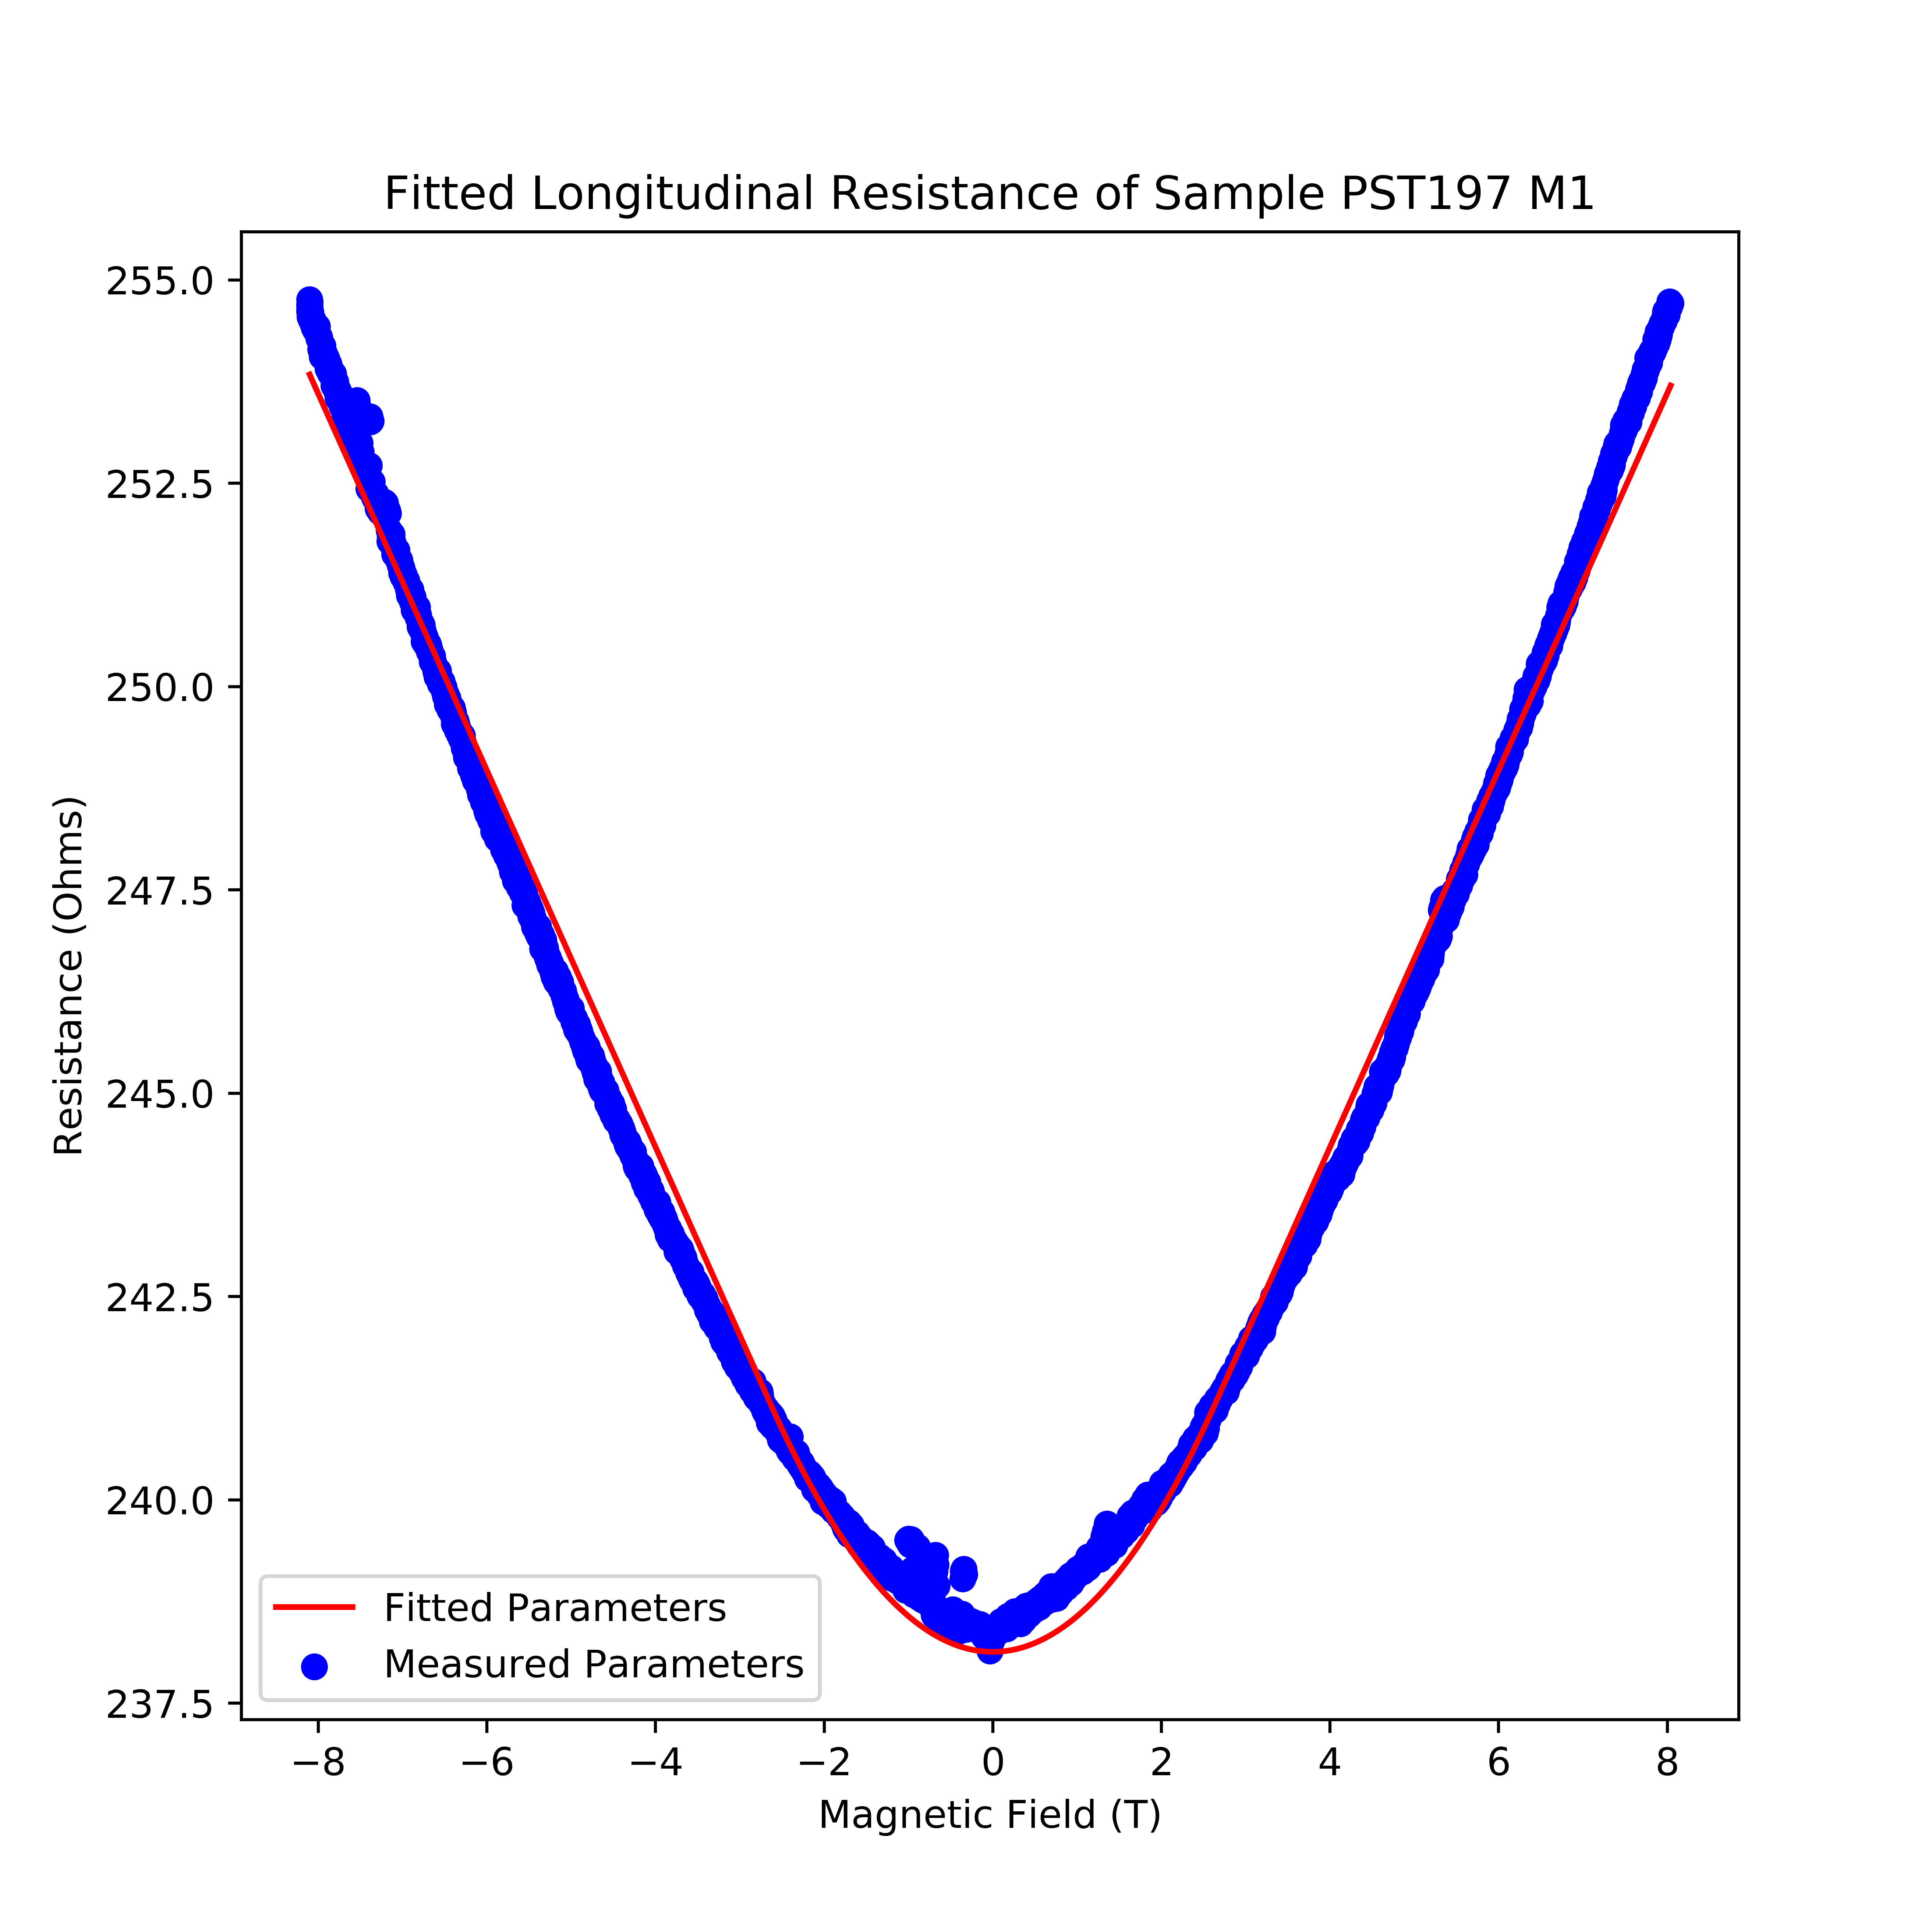 Fitted Longitudinal Resistance of Sample PST197 M1
255.0
252.5
250.0
247.5
245.0
242.5
240.0
237.5
Resistance (Ohms)
Fitted Parameters
Measured Parameters
−8 −6 −4 −2 0 2 4 6 8
Magnetic Field (T)